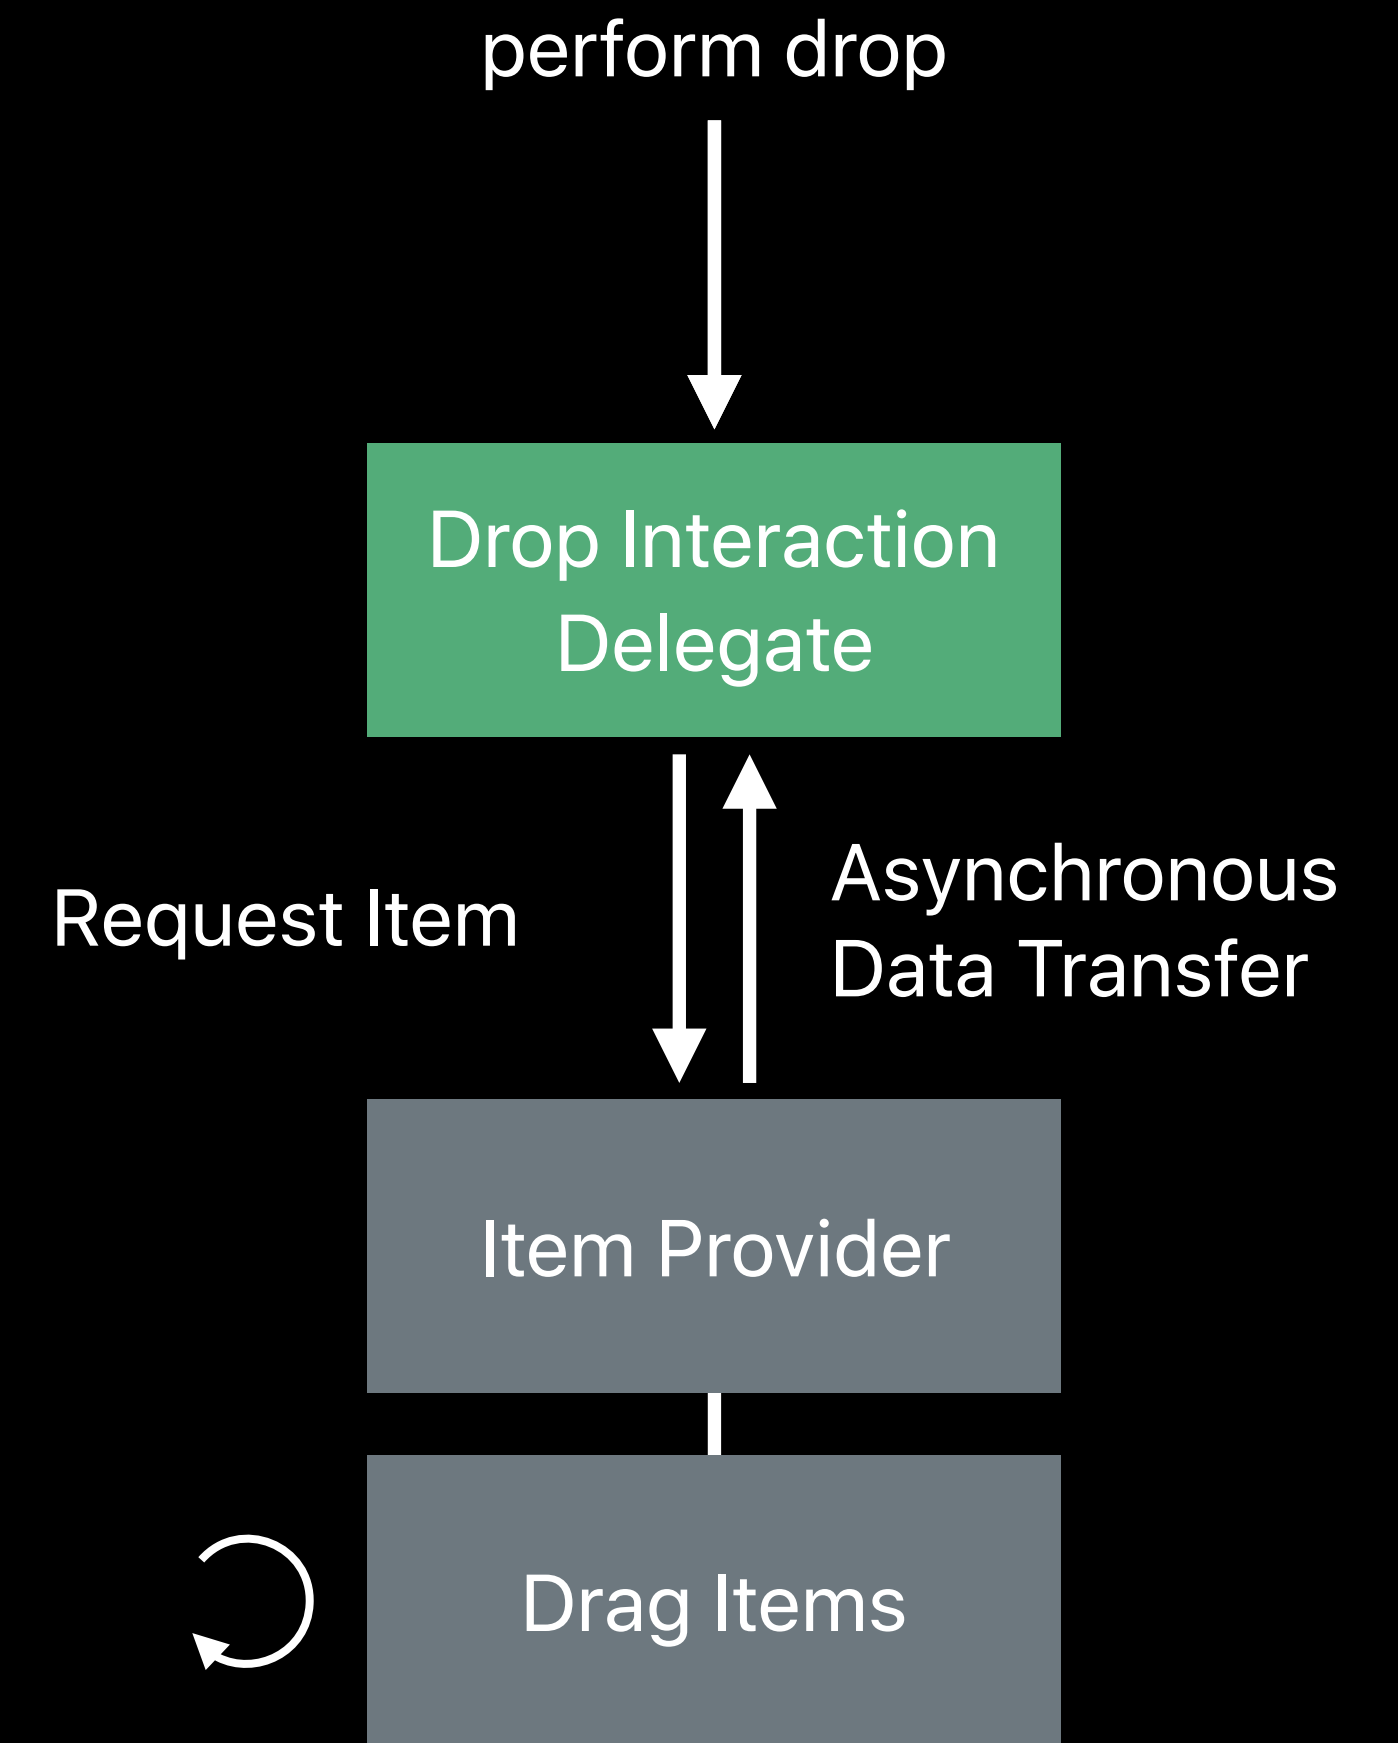 perform drop
Drop Interaction
Delegate
Request Item
Asynchronous
Data Transfer
Item Provider
Drag Items